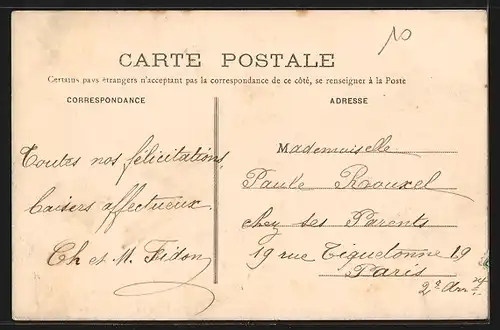 10
CARTE POSTALE
Certains pays étrangers n'acceptant pas la correspondance de ce côté, se renseigner à la Poste
CORRESPONDANCE
ADRESSE
Toutes nos félicitations,
baisers affectueux.
Ch et M. Fidon
Mademoiselle
Paule Rouxel
chez ses Parents
19 rue Tiquetonne 19
Paris
2e Arrt